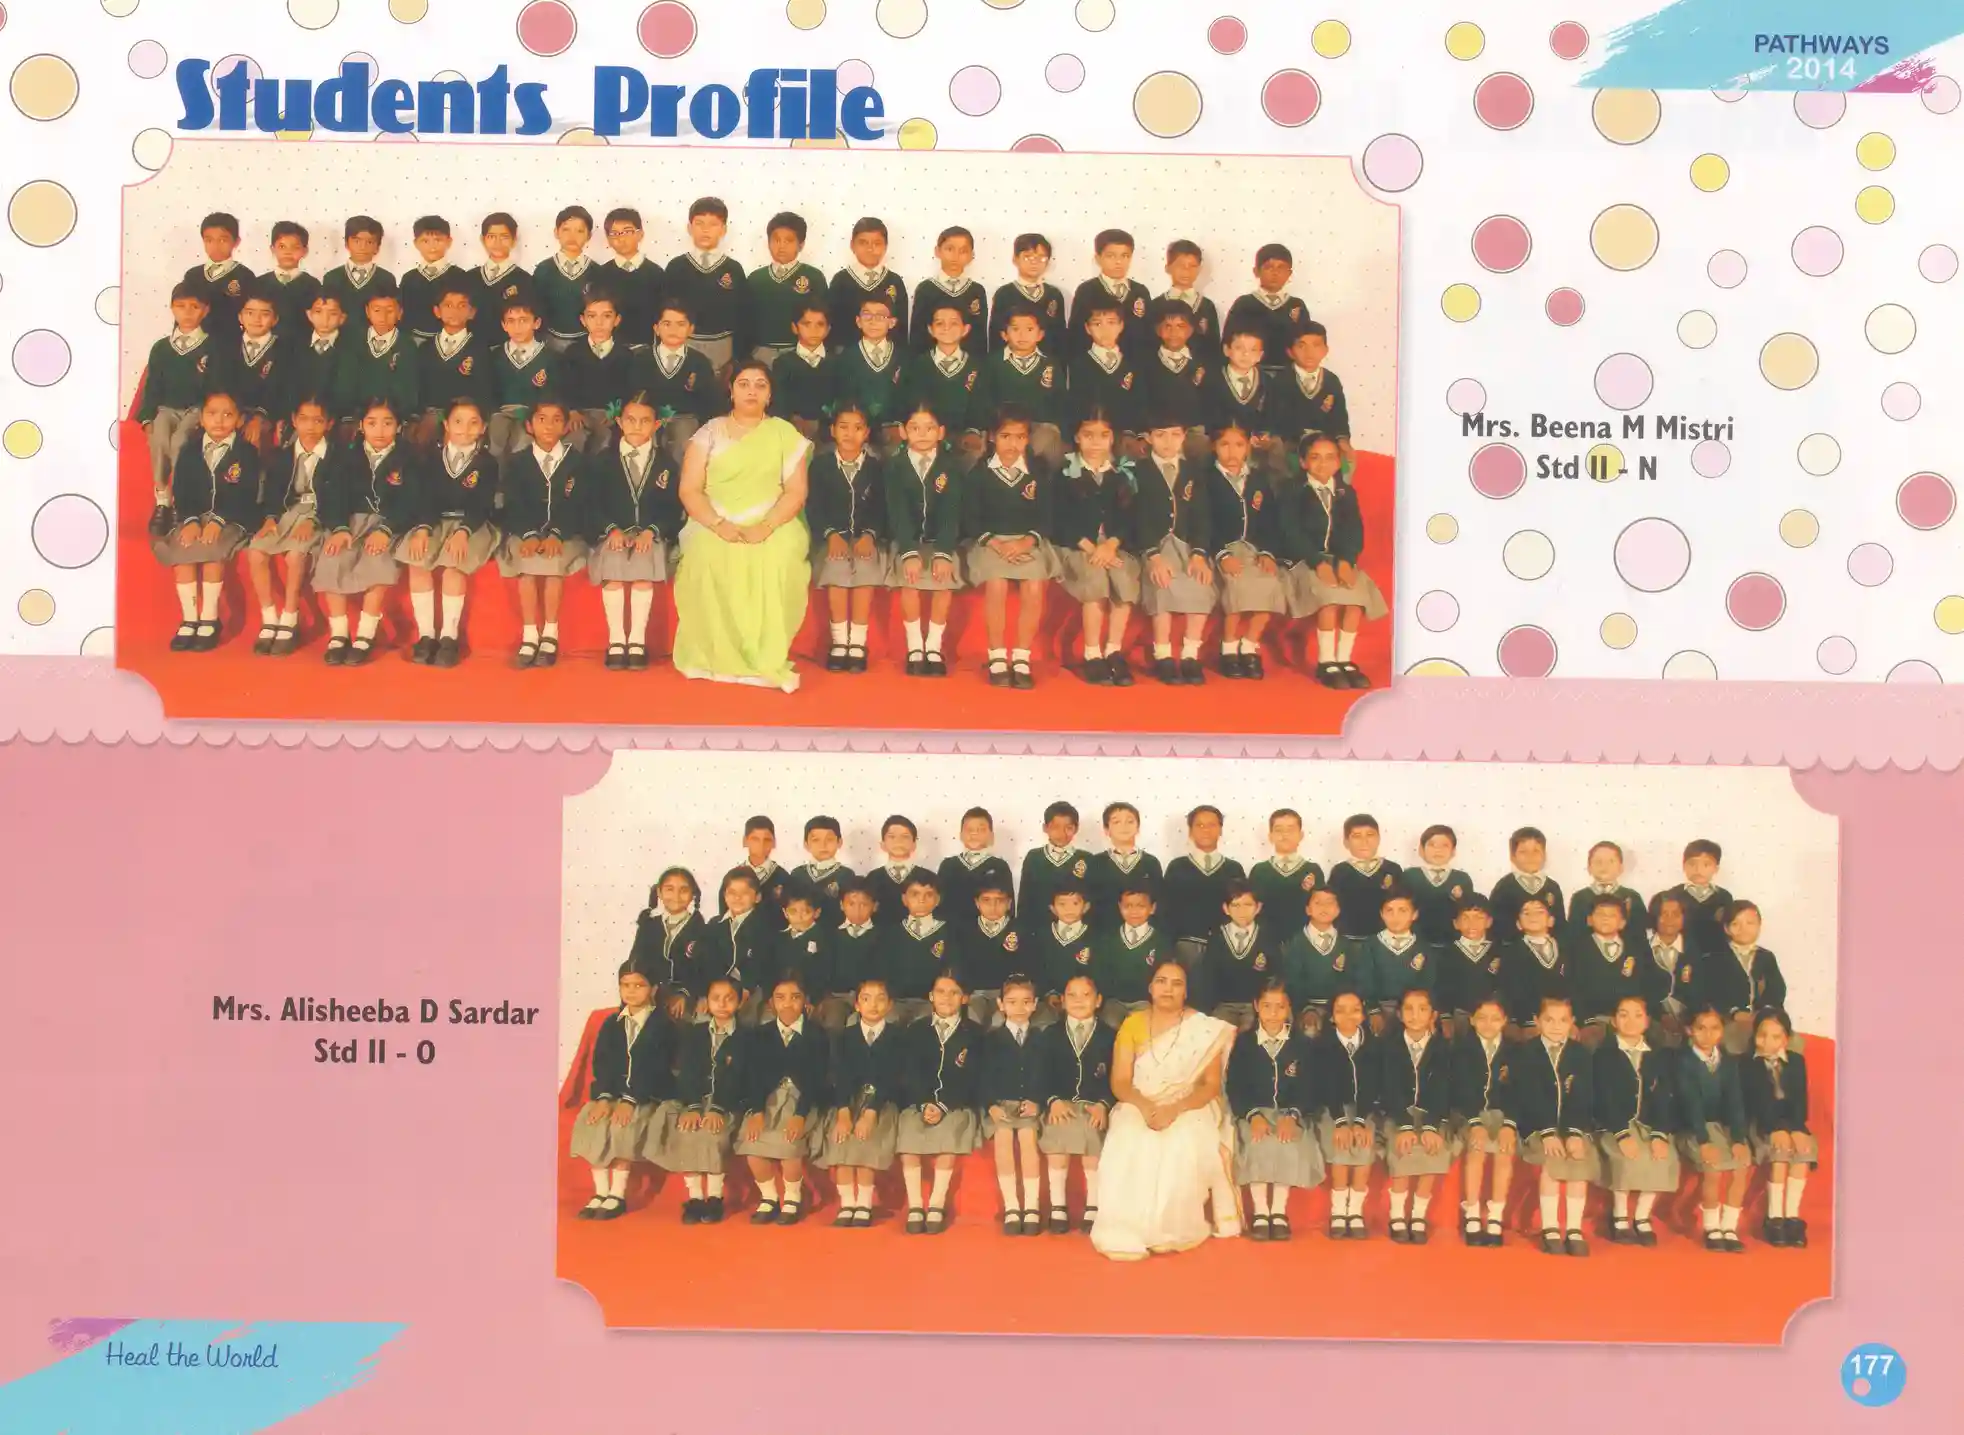 PATHWAYS
2014
Students Profile
Mrs. Beena M Mistri
Std II - N
Mrs. Alisheeba D Sardar
Std II - O
Heal the World
177